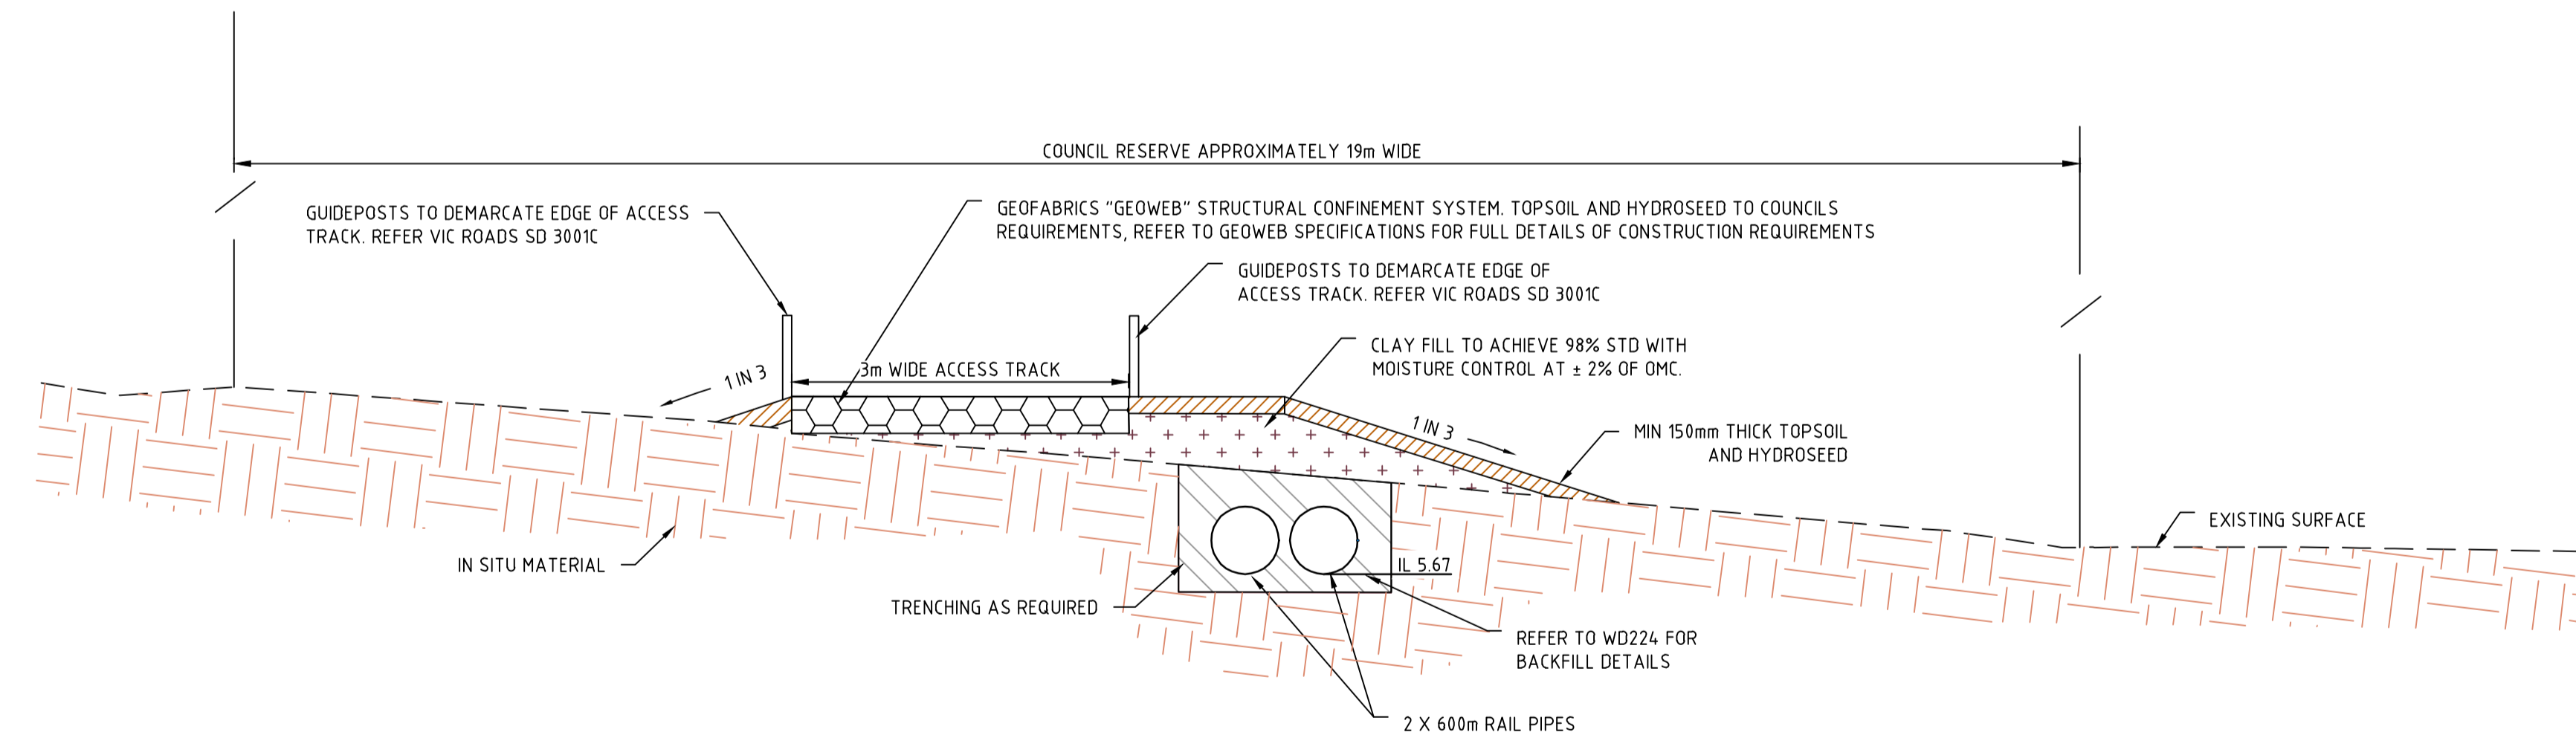 COUNCIL RESERVE APPROXIMATELY 19m WIDE
GUIDEPOSTS TO DEMARCATE EDGE OF ACCESS
TRACK. REFER VIC ROADS SD 3001C
GEOFABRICS "GEOWEB" STRUCTURAL CONFINEMENT SYSTEM. TOPSOIL AND HYDROSEED TO COUNCILS
REQUIREMENTS, REFER TO GEOWEB SPECIFICATIONS FOR FULL DETAILS OF CONSTRUCTION REQUIREMENTS
GUIDEPOSTS TO DEMARCATE EDGE OF
ACCESS TRACK. REFER VIC ROADS SD 3001C
CLAY FILL TO ACHIEVE 98% STD WITH
MOISTURE CONTROL AT ± 2% OF OMC.
1 IN 3
3m WIDE ACCESS TRACK
1 IN 3
MIN 150mm THICK TOPSOIL
AND HYDROSEED
EXISTING SURFACE
IN SITU MATERIAL
IL 5.67
TRENCHING AS REQUIRED
REFER TO WD224 FOR
BACKFILL DETAILS
2 X 600m RAIL PIPES